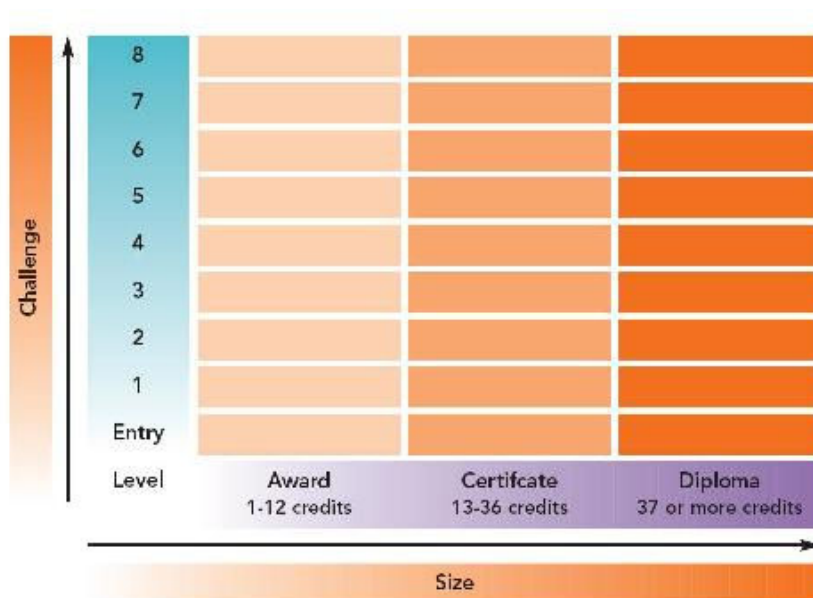 Challenge
8
7
6
5
4
3
2
1
Entry
Level
Award
1-12 credits
Certifcate
13-36 credits
Diploma
37 or more credits
Size